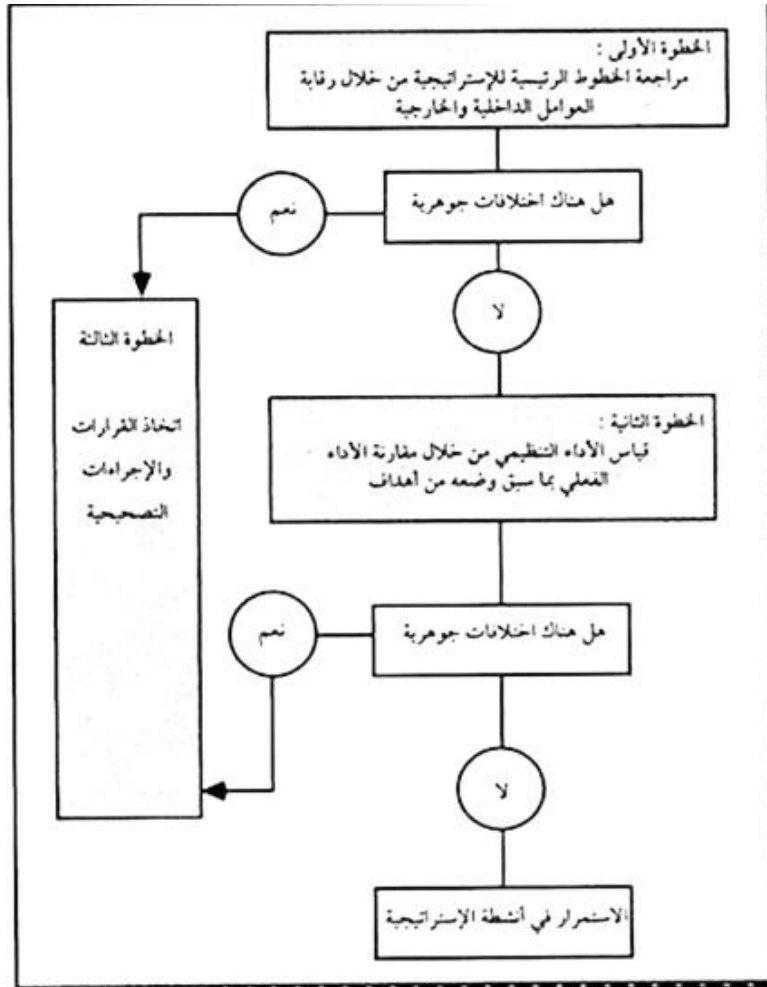 الخطوة الأولى :
مراجعة الخطوط الرئيسية للإستراتيجية من خلال رقابة
العوامل الداخلية والخارجية
هل هناك اختلافات جوهرية
نعم
لا
الخطوة الثانية :
قياس الأداء التنظيمي من خلال مقارنة الأداء
الفعلي بما سبق وضعه من أهداف
هل هناك اختلافات جوهرية
نعم
لا
الاستمرار في أنشطة الإستراتيجية
الخطوة الثالثة
اتخاذ القرارات
والإجراءات
التصحيحية